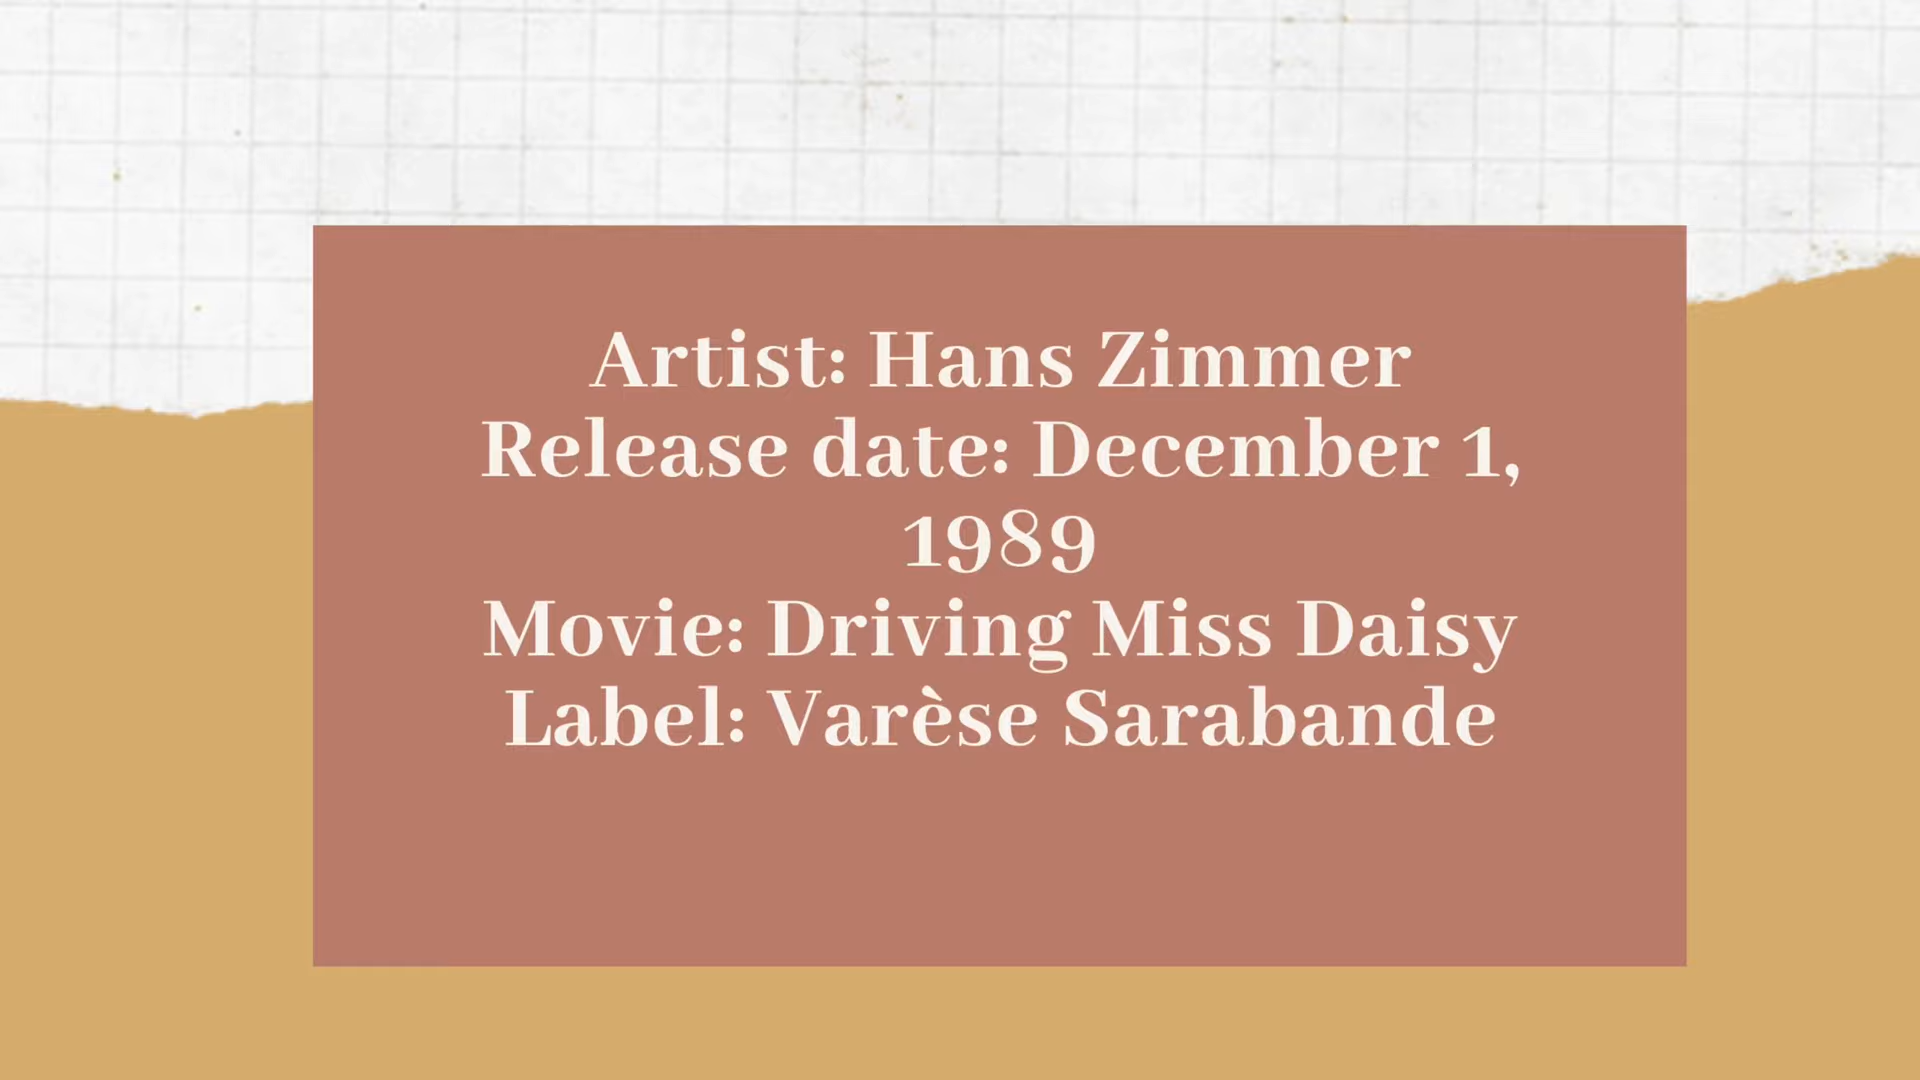 Artist: Hans Zimmer
Release date: December 1,
1989
Movie: Driving Miss Daisy
Label: Varèse Sarabande